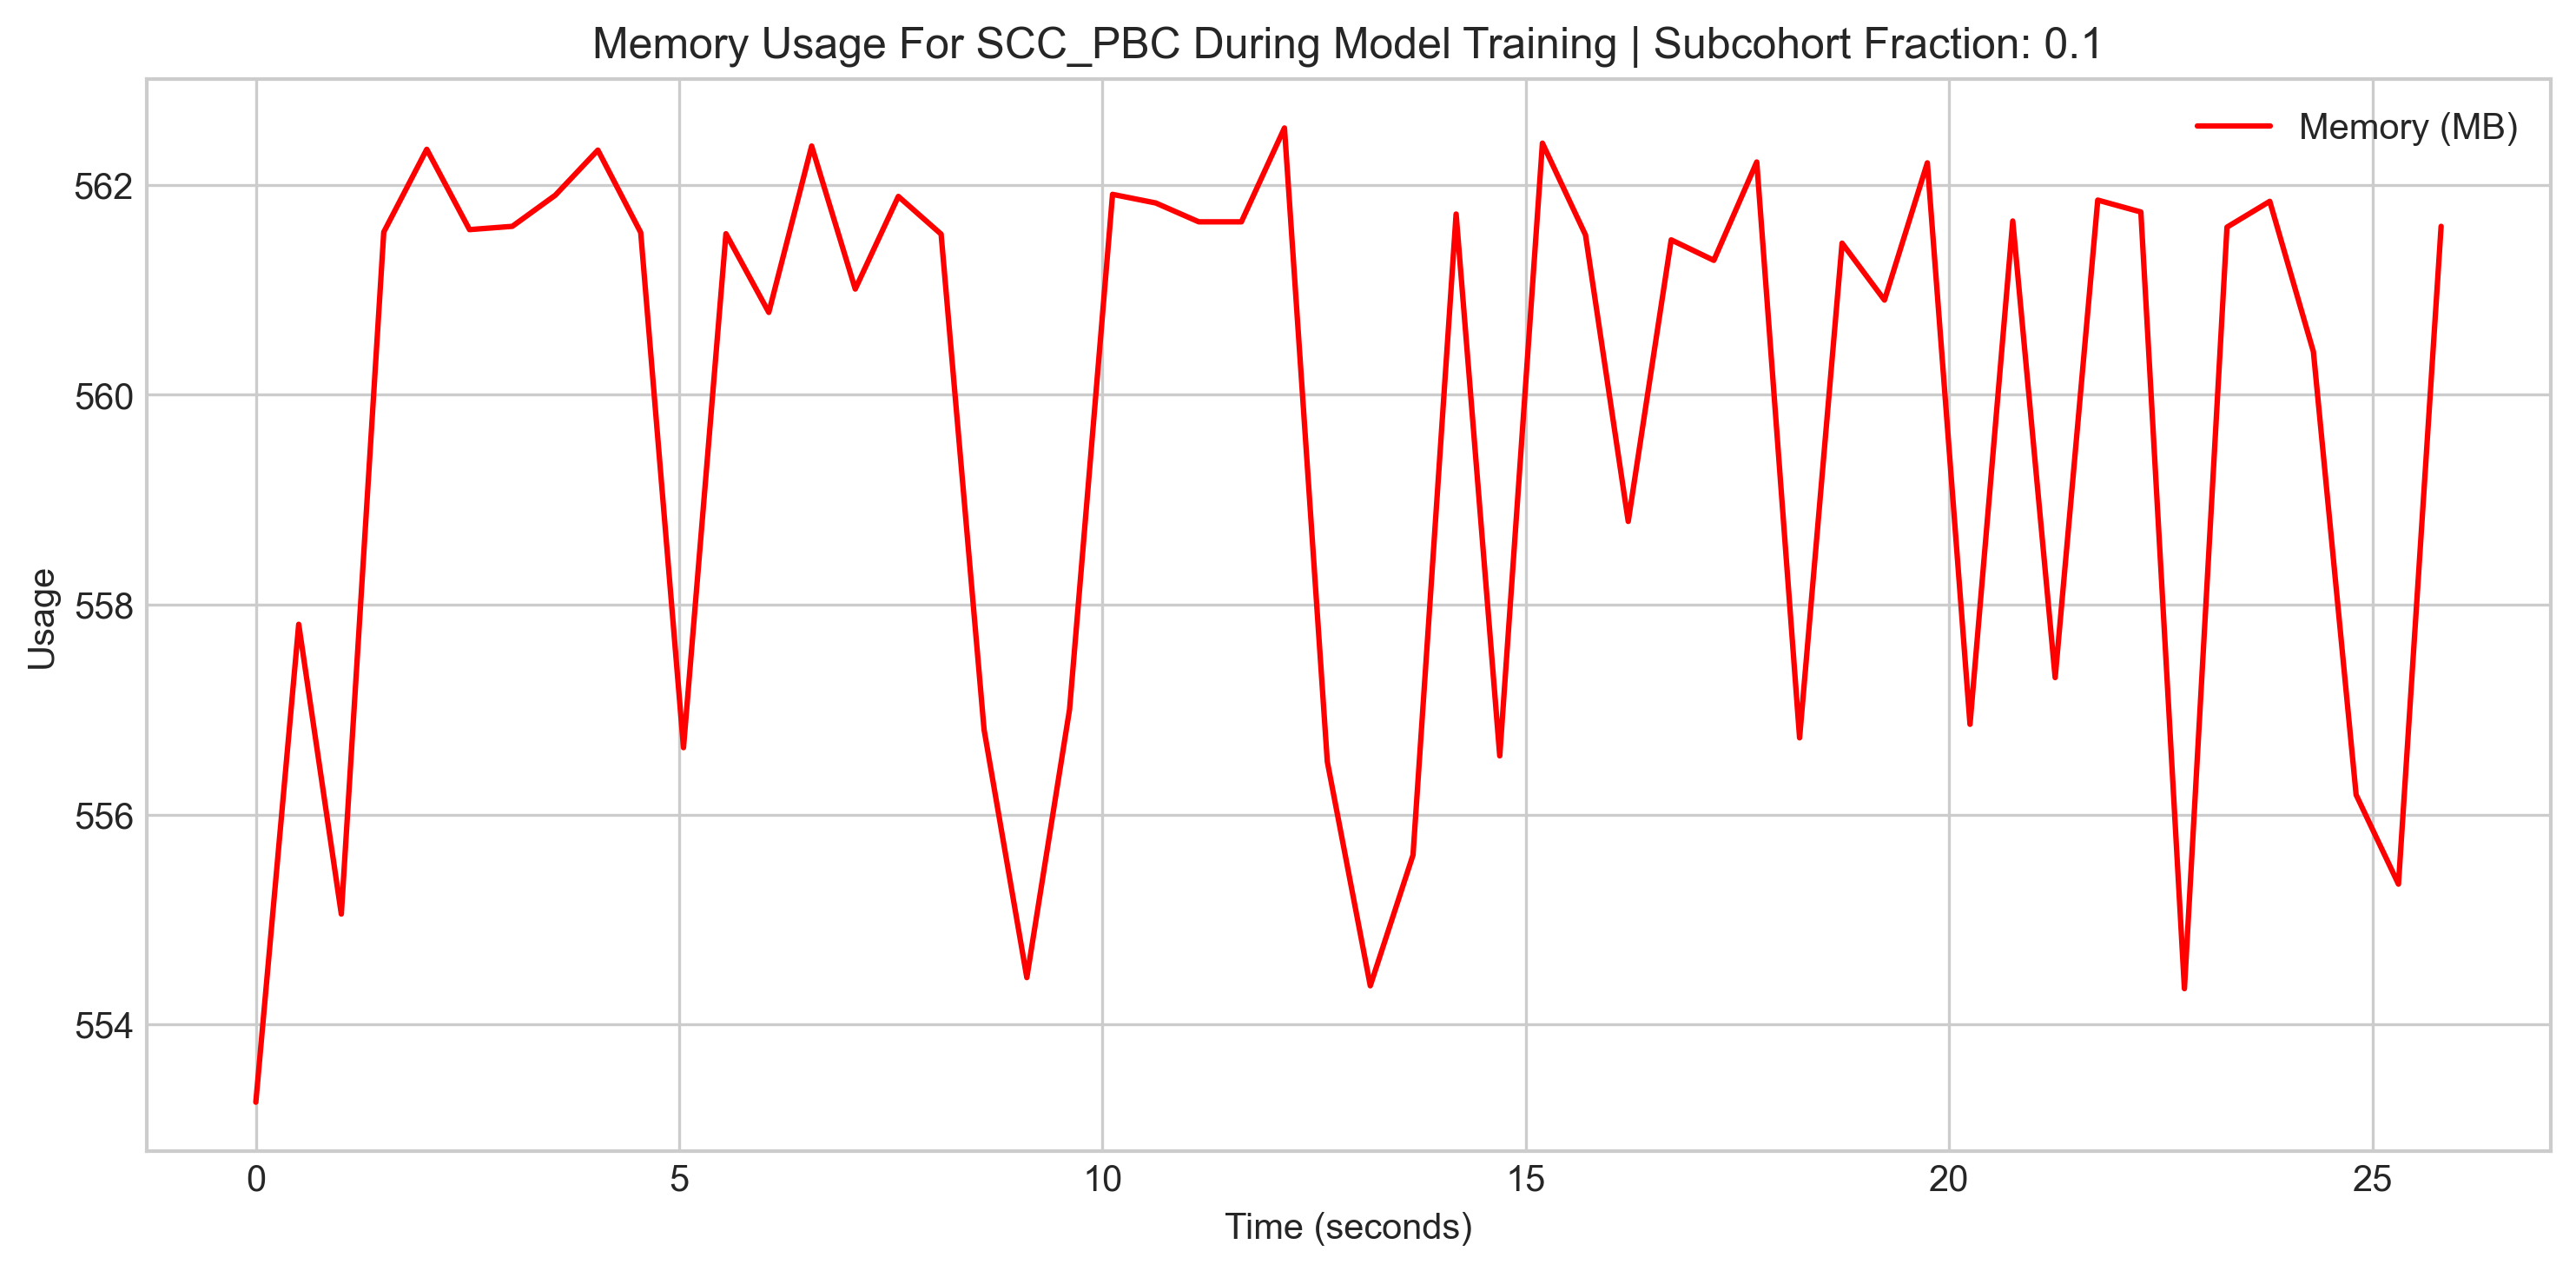 Memory Usage For SCC_PBC During Model Training | Subcohort Fraction: 0.1
Memory (MB)
562
560
558
556
554
Usage
0 5 10 15 20 25
Time (seconds)